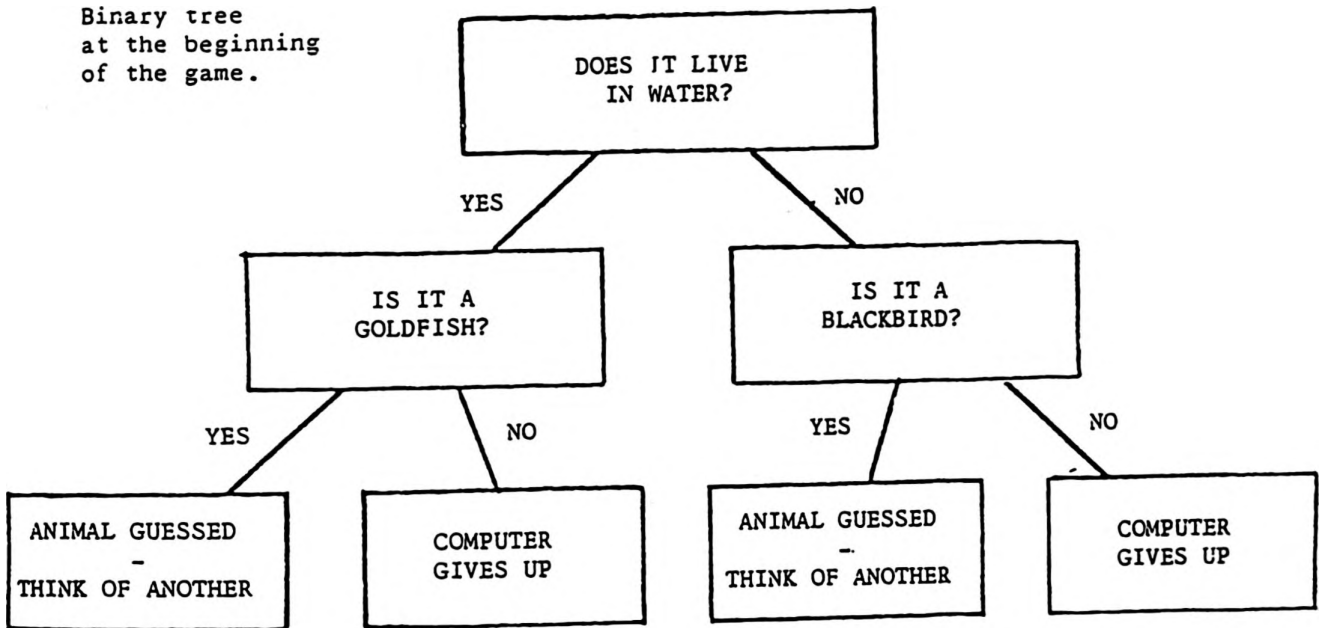 Binary tree
at the beginning
of the game.
DOES IT LIVE
IN WATER?
YES
NO
IS IT A
GOLDFISH?
IS IT A
BLACKBIRD?
YES
NO
YES
NO
ANIMAL GUESSED
-
THINK OF ANOTHER
COMPUTER
GIVES UP
ANIMAL GUESSED
-
THINK OF ANOTHER
COMPUTER
GIVES UP